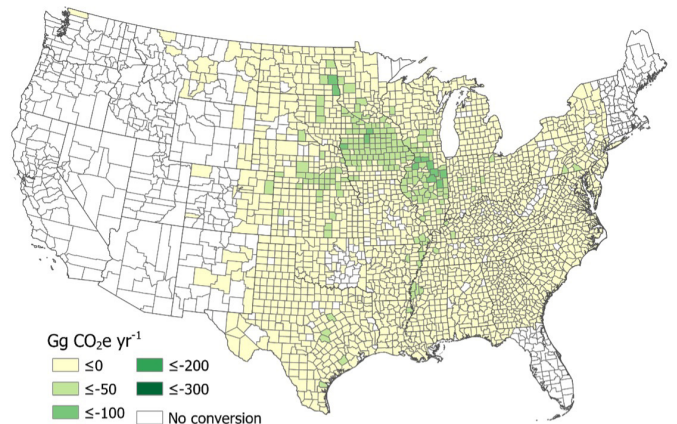 Gg CO₂e yr⁻¹
≤0
≤-50
≤-100
≤-200
≤-300
No conversion